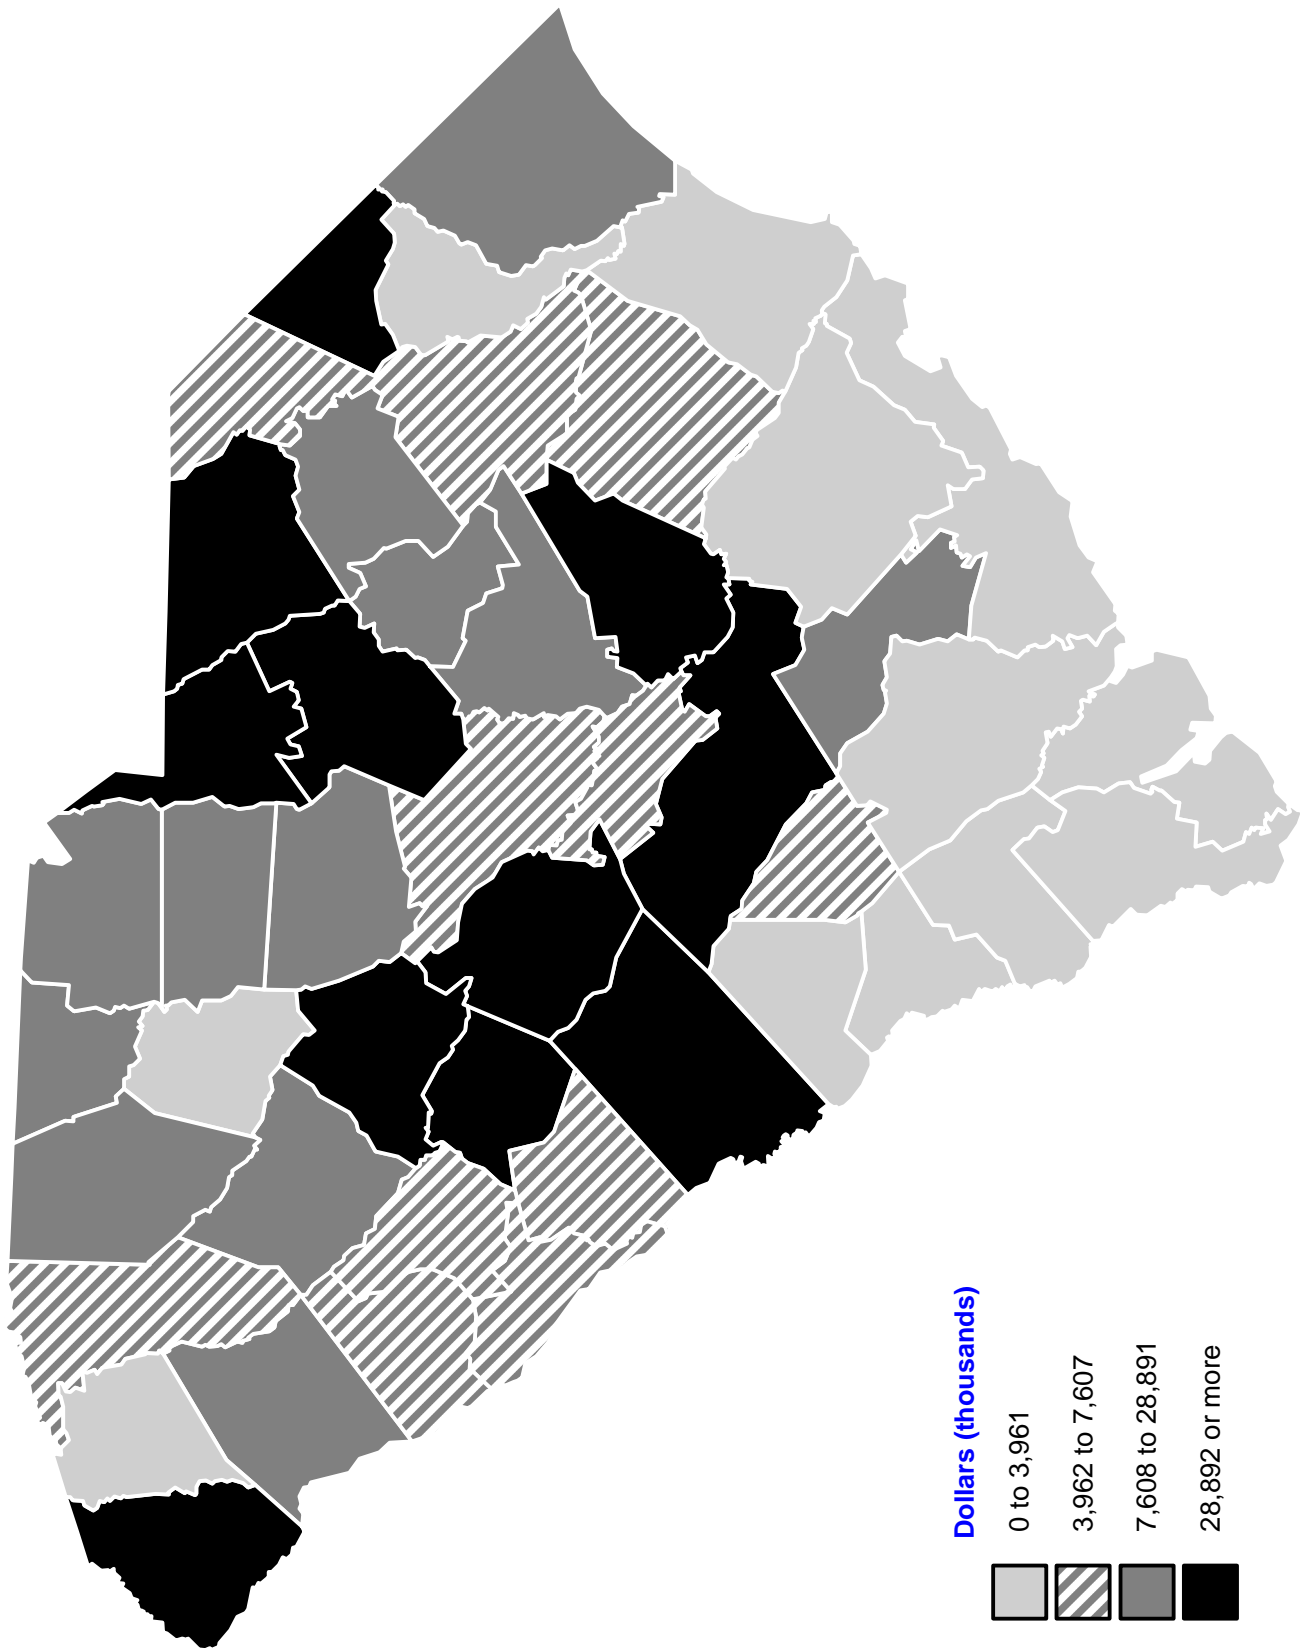 Dollars (thousands)
0 to 3,961
3,962 to 7,607
7,608 to 28,891
28,892 or more